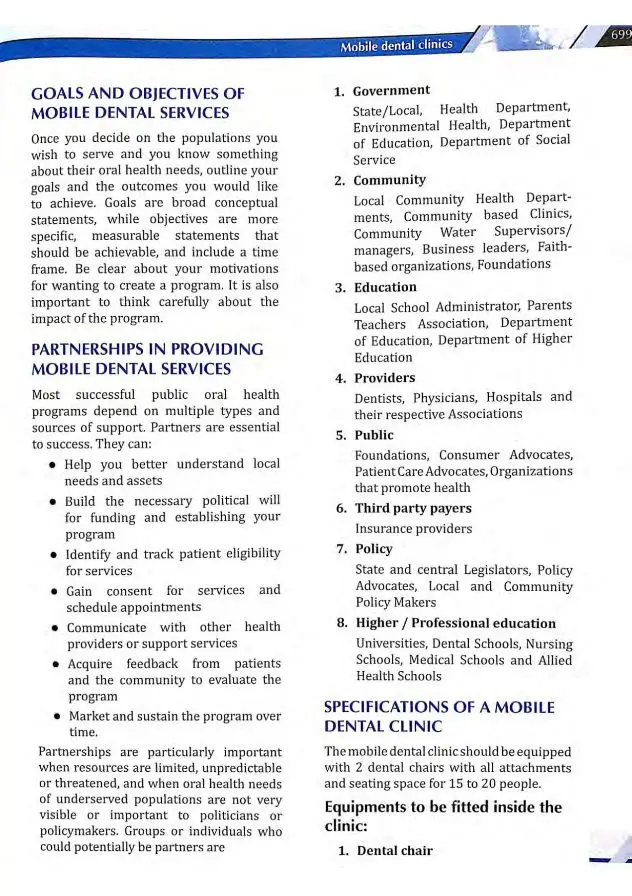 Mobile dental clinics
699
GOALS AND OBJECTIVES OF
MOBILE DENTAL SERVICES
Once you decide on the populations you
wish to serve and you know something
about their oral health needs, outline your
goals and the outcomes you would like
to achieve. Goals are broad conceptual
statements, while objectives are more
specific, measurable statements that
should be achievable, and include a time
frame. Be clear about your motivations
for wanting to create a program. It is also
important to think carefully about the
impact of the program.
PARTNERSHIPS IN PROVIDING
MOBILE DENTAL SERVICES
Most successful public oral health
programs depend on multiple types and
sources of support. Partners are essential
to success. They can:
• Help you better understand local
needs and assets
• Build the necessary political will
for funding and establishing your
program
• Identify and track patient eligibility
for services
• Gain consent for services and
schedule appointments
• Communicate with other health
providers or support services
• Acquire feedback from patients
and the community to evaluate the
program
• Market and sustain the program over
time.
Partnerships are particularly important
when resources are limited, unpredictable
or threatened, and when oral health needs
of underserved populations are not very
visible or important to politicians or
policymakers. Groups or individuals who
could potentially be partners are
1. Government
State/Local, Health Department,
Environmental Health, Department
of Education, Department of Social
Service
2. Community
Local Community Health Depart-
ments, Community based Clinics,
Community Water Supervisors/
managers, Business leaders, Faith-
based organizations, Foundations
3. Education
Local School Administrator, Parents
Teachers Association, Department
of Education, Department of Higher
Education
4. Providers
Dentists, Physicians, Hospitals and
their respective Associations
5. Public
Foundations, Consumer Advocates,
Patient Care Advocates, Organizations
that promote health
6. Third party payers
Insurance providers
7. Policy
State and central Legislators, Policy
Advocates, Local and Community
Policy Makers
8. Higher / Professional education
Universities, Dental Schools, Nursing
Schools, Medical Schools and Allied
Health Schools
SPECIFICATIONS OF A MOBILE
DENTAL CLINIC
The mobile dental clinic should be equipped
with 2 dental chairs with all attachments
and seating space for 15 to 20 people.
Equipments to be fitted inside the
clinic:
1. Dental chair